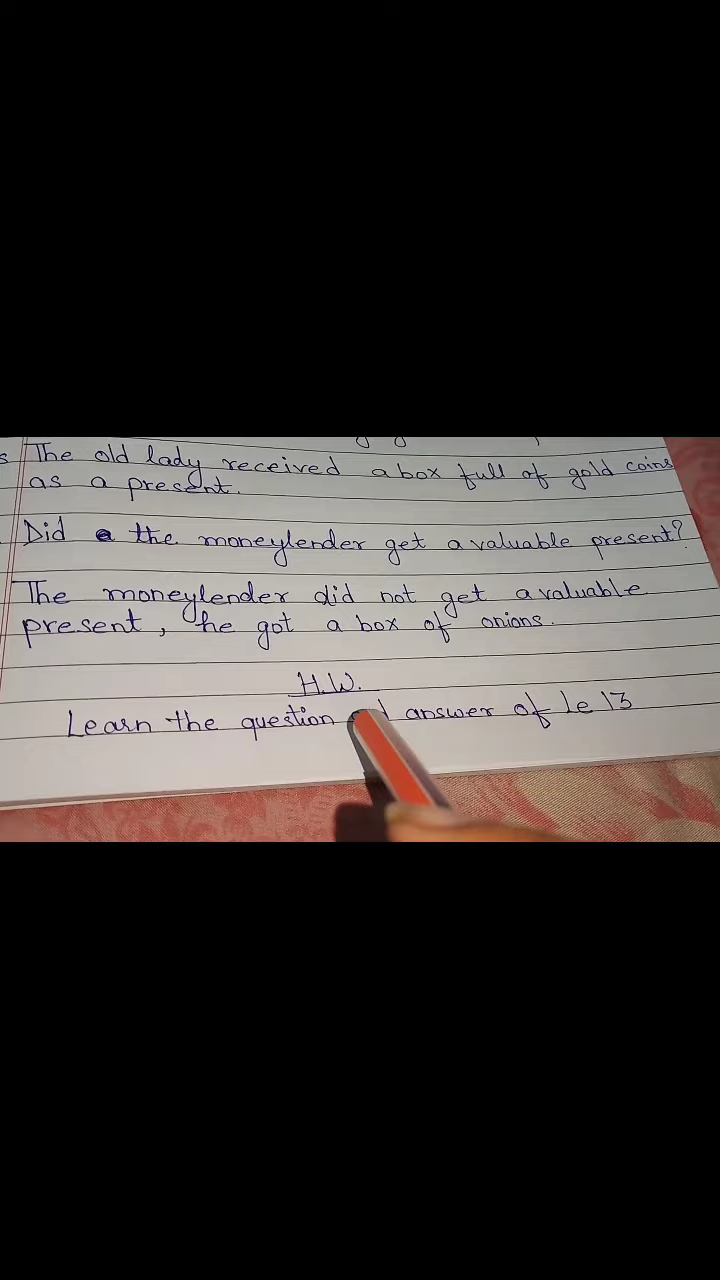 s The old lady received a box full of gold coins
as a present.
Did the moneylender get a valuable present?
The moneylender did not get a valuable
present, he got a box of onions.
H.W.
Learn the question answer of le 13